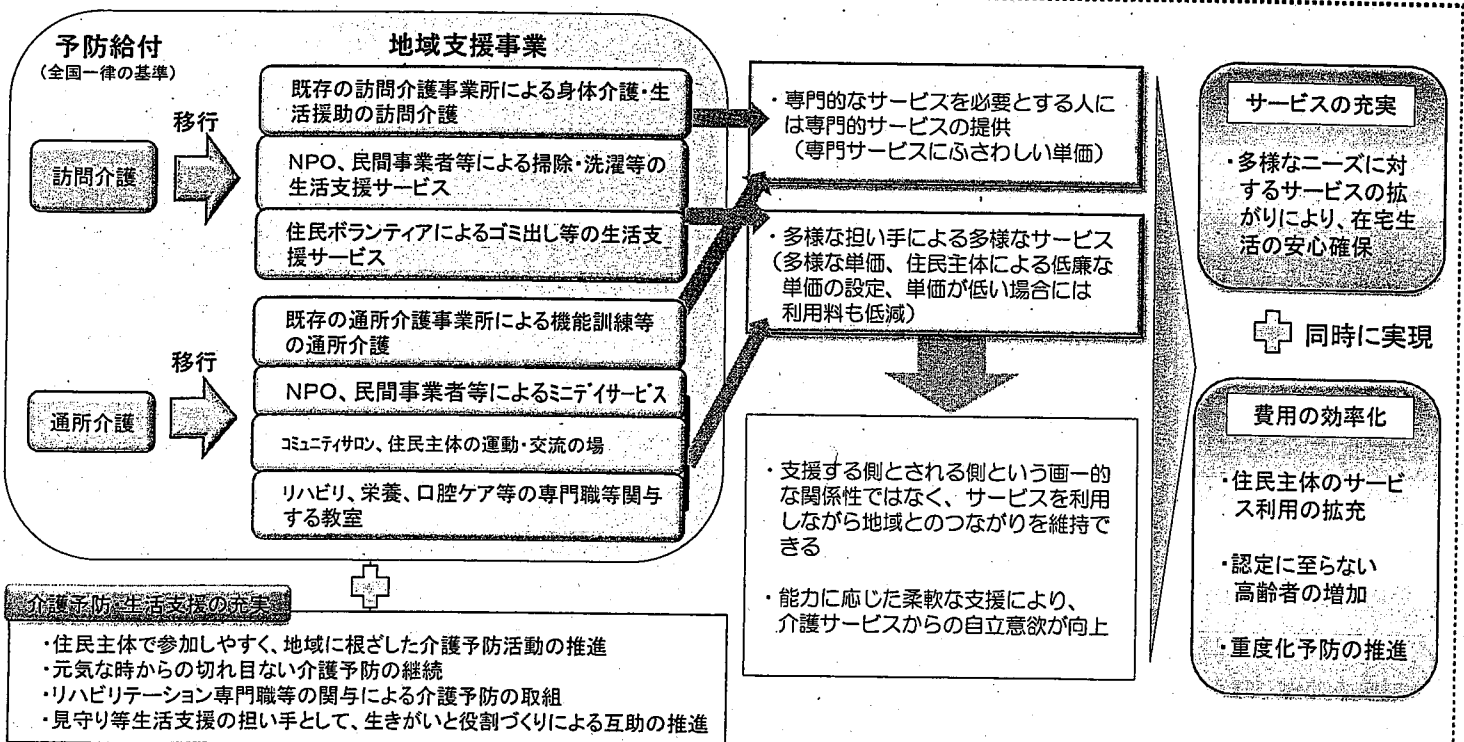 予防給付
(全国一律の基準)
地域支援事業
移行
訪問介護
既存の訪問介護事業所による身体介護・生
活援助の訪問介護
NPO、民間事業者等による掃除・洗濯等の
生活支援サービス
住民ボランティアによるゴミ出し等の生活支
援サービス
移行
通所介護
既存の通所介護事業所による機能訓練等
の通所介護
NPO、民間事業者等によるミニデイサービス
コミュニティサロン、住民主体の運動・交流の場
リハビリ、栄養、口腔ケア等の専門職等関与
する教室
介護予防・生活支援の充実
・住民主体で参加しやすく、地域に根ざした介護予防活動の推進
・元気な時からの切れ目ない介護予防の継続
・リハビリテーション専門職等の関与による介護予防の取組
・見守り等生活支援の担い手として、生きがいと役割づくりによる互助の推進
・専門的なサービスを必要とする人に
は専門的サービスの提供
(専門サービスにふさわしい単価)
・多様な担い手による多様なサービス
(多様な単価、住民主体による低廉な
単価の設定、単価が低い場合には
利用料も低減)
・支援する側とされる側という画一的
な関係性ではなく、サービスを利用
しながら地域とのつながりを維持で
きる
・能力に応じた柔軟な支援により、
介護サービスからの自立意欲が向上
サービスの充実
・多様なニーズに対
するサービスの拡
がりにより、在宅生
活の安心確保
同時に実現
費用の効率化
・住民主体のサービ
ス利用の拡充
・認定に至らない
高齢者の増加
・重度化予防の推進